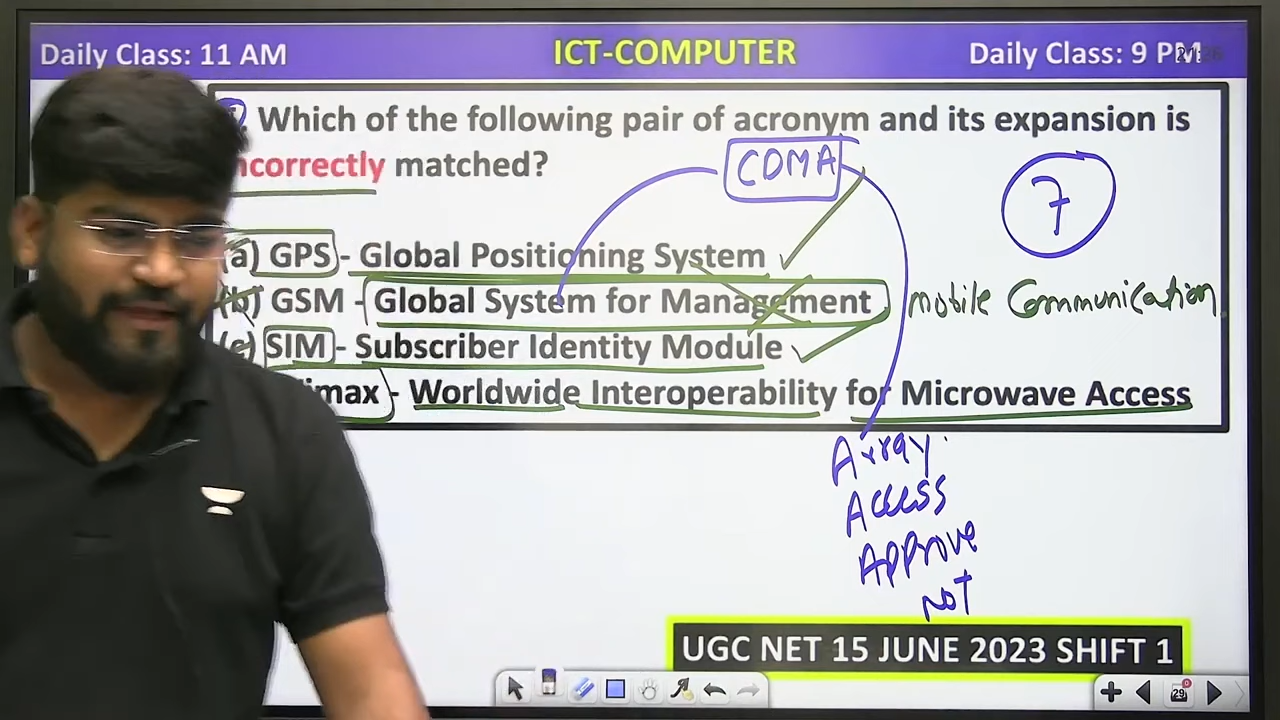 Daily Class: 11 AM
ICT-COMPUTER
Daily Class: 9 PM
Which of the following pair of acronym and its expansion is
ncorrectly matched?
CDMA
7
(a) GPS - Global Positioning System
(b) GSM - Global System for Management
mobile Communication.
(c) SIM - Subscriber Identity Module
imax - Worldwide Interoperability for Microwave Access
Array.
Access
Approve
Not
UGC NET 15 JUNE 2023 SHIFT 1
29